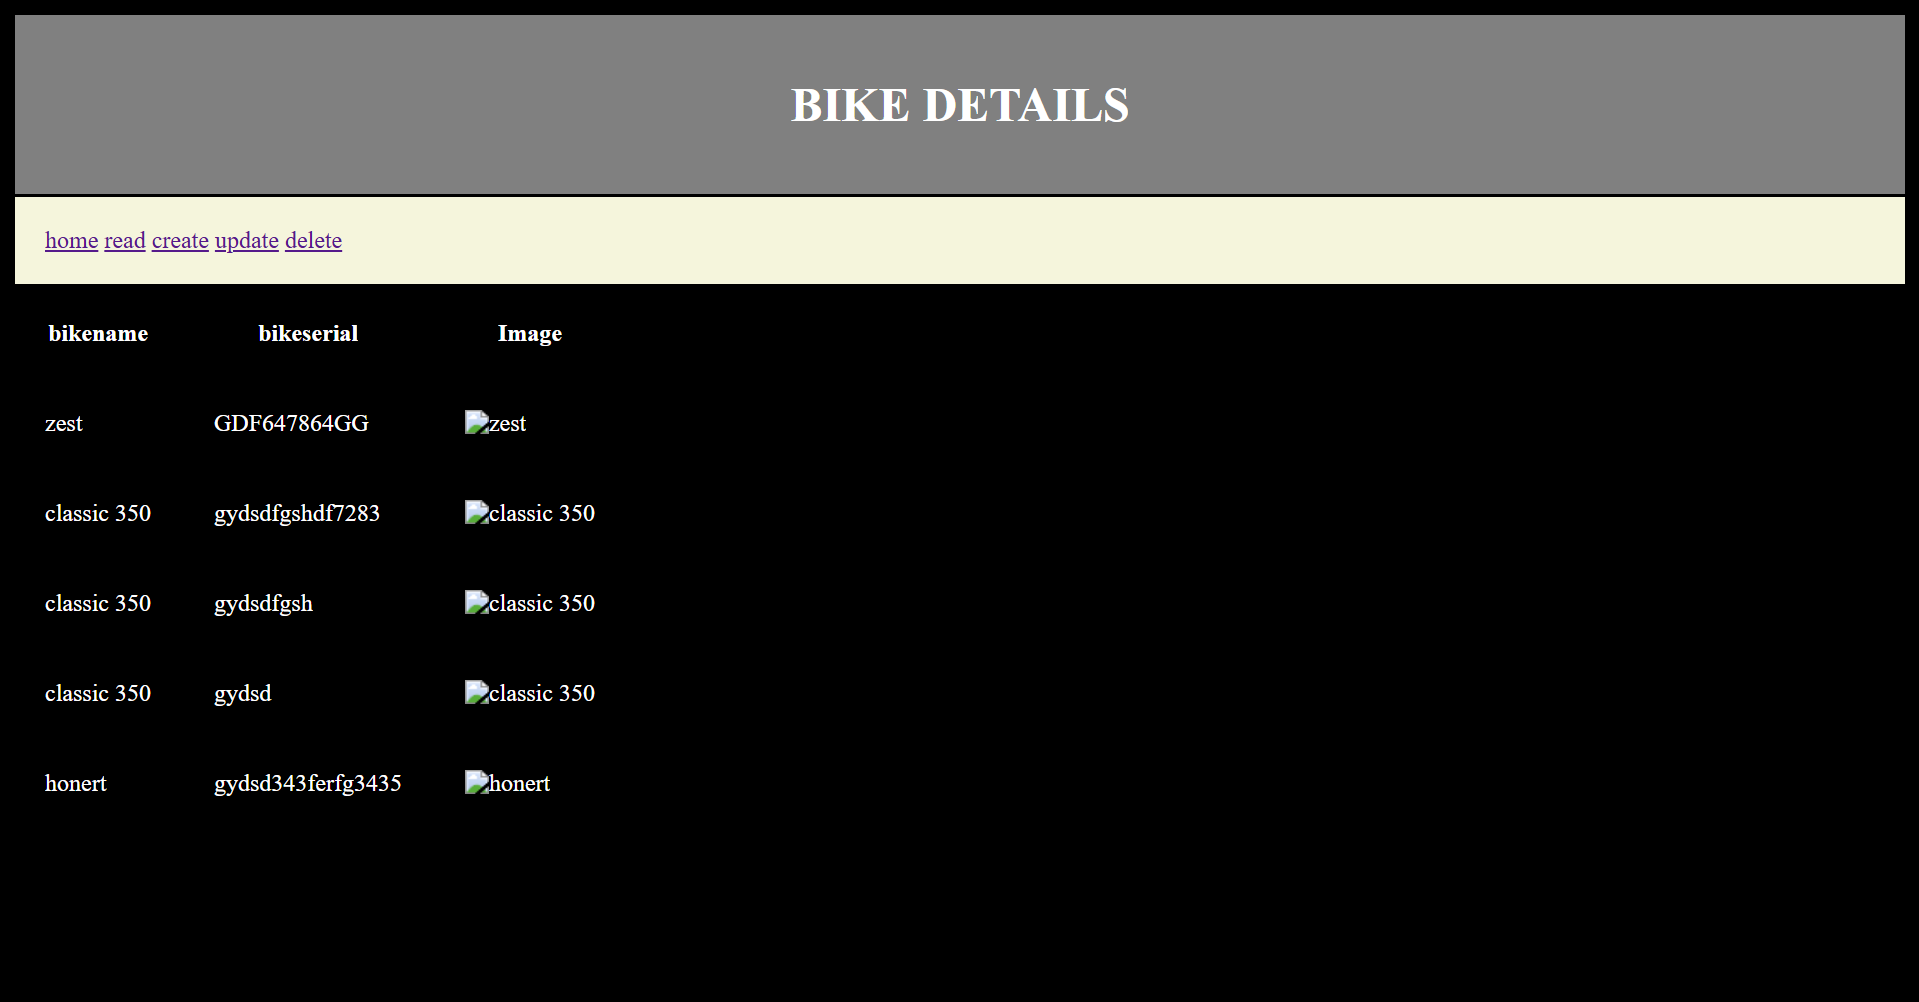 BIKE DETAILS
home read create update delete
bikename bikeserial Image
zest GDF647864GG zest
classic 350 gydsdfgshdf7283 classic 350
classic 350 gydsdfgsh classic 350
classic 350 gydsd classic 350
honert gydsd343ferfg3435 honert